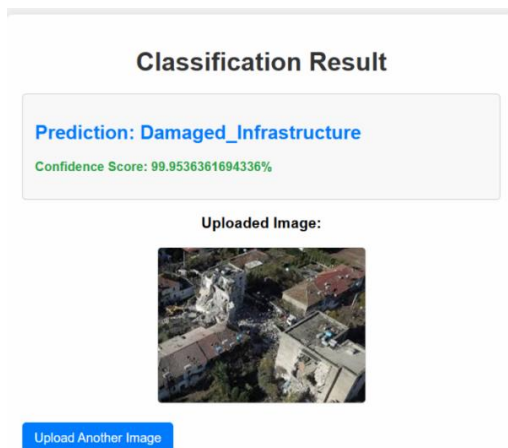 Classification Result
Prediction: Damaged_Infrastructure
Confidence Score: 99.9536361694336%
Uploaded Image:
Upload Another Image